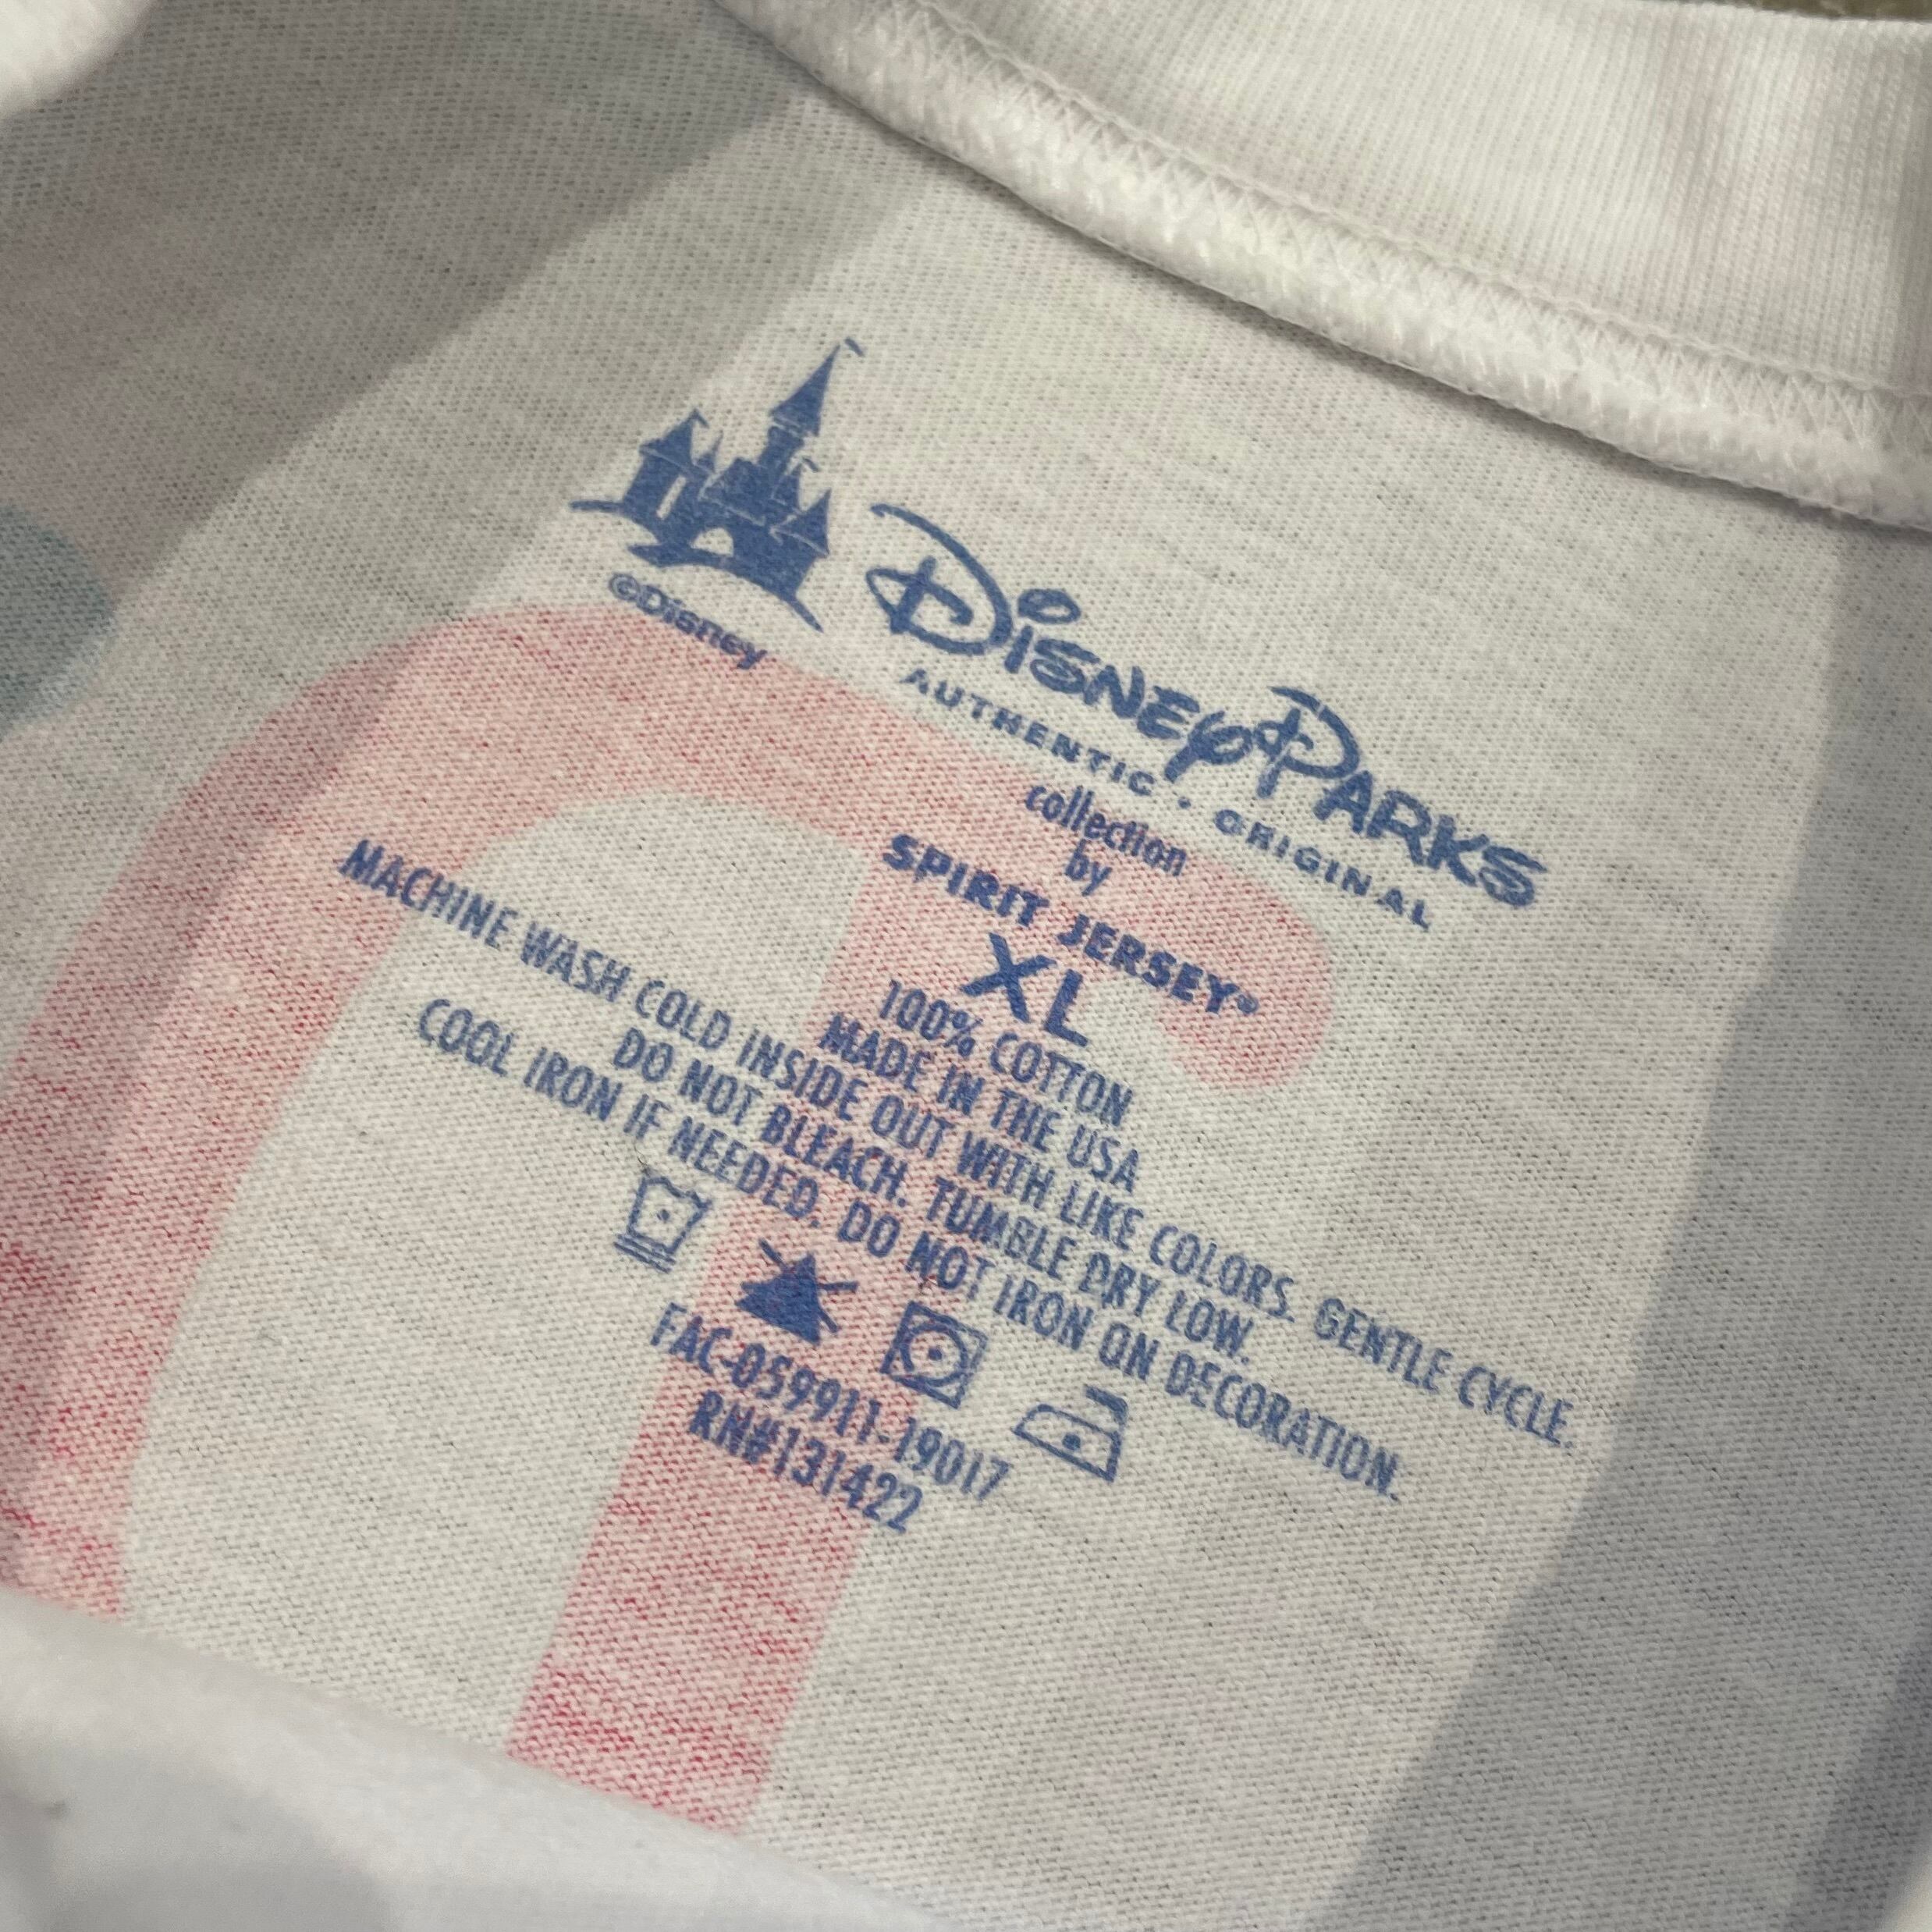 ©Disney
Disney Parks
AUTHENTIC • ORIGINAL
collection
by
SPIRIT JERSEY®
XL
100% COTTON
MADE IN THE USA
MACHINE WASH COLD INSIDE OUT WITH LIKE COLORS. GENTLE CYCLE.
DO NOT BLEACH. TUMBLE DRY LOW.
COOL IRON IF NEEDED. DO NOT IRON ON DECORATION.
FAC-059911-19017
RN#131422